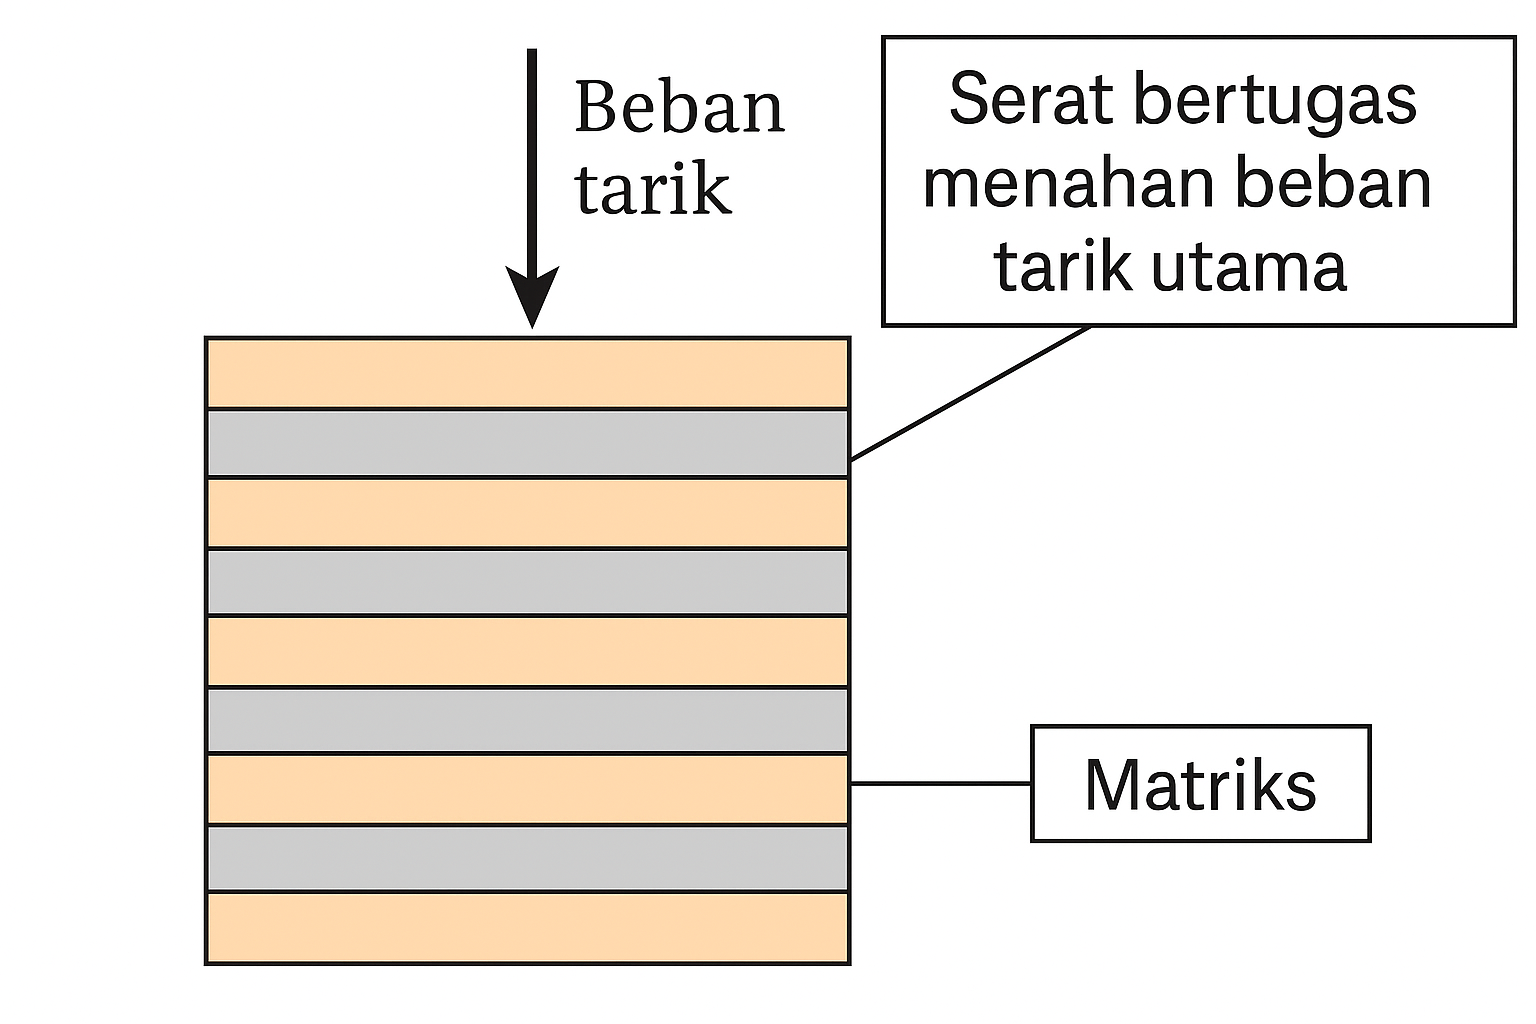 Beban
tarik
Serat bertugas
menahan beban
tarik utama
Matriks